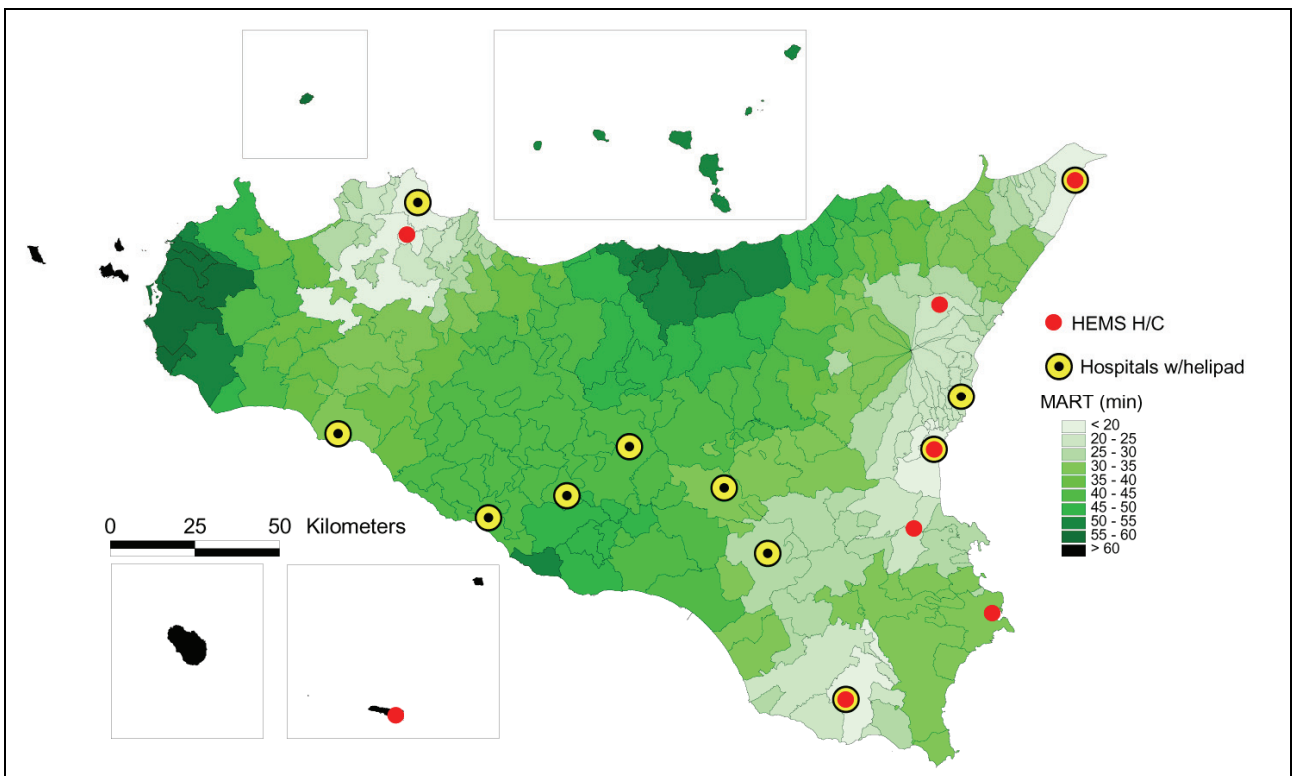 HEMS H/C
Hospitals w/helipad
MART (min)
< 20
20 - 25
25 - 30
30 - 35
35 - 40
40 - 45
45 - 50
50 - 55
55 - 60
> 60
0 25 50 Kilometers